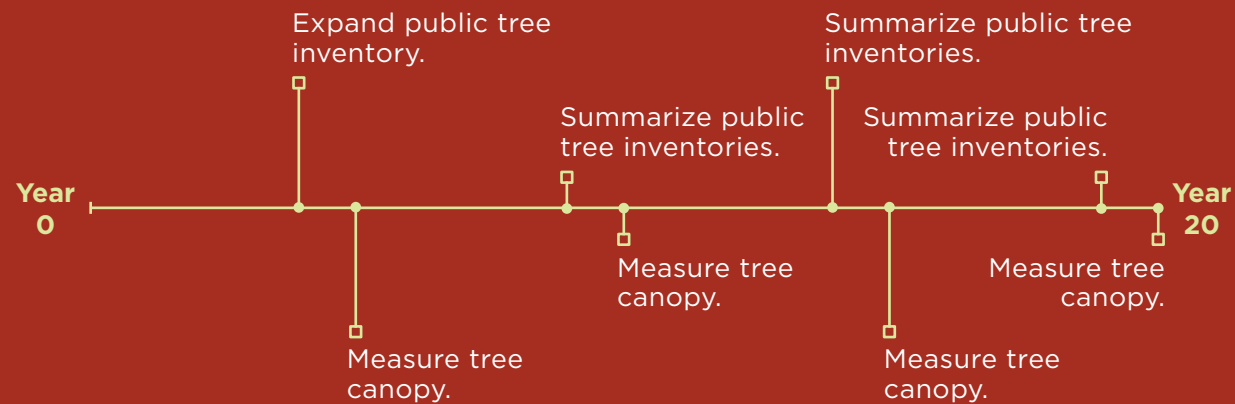 Expand public tree
inventory.
Summarize public tree
inventories.
Summarize public
tree inventories.
Summarize public
tree inventories.
Year
0
Year
20
Measure tree
canopy.
Measure tree
canopy.
Measure tree
canopy.
Measure tree
canopy.